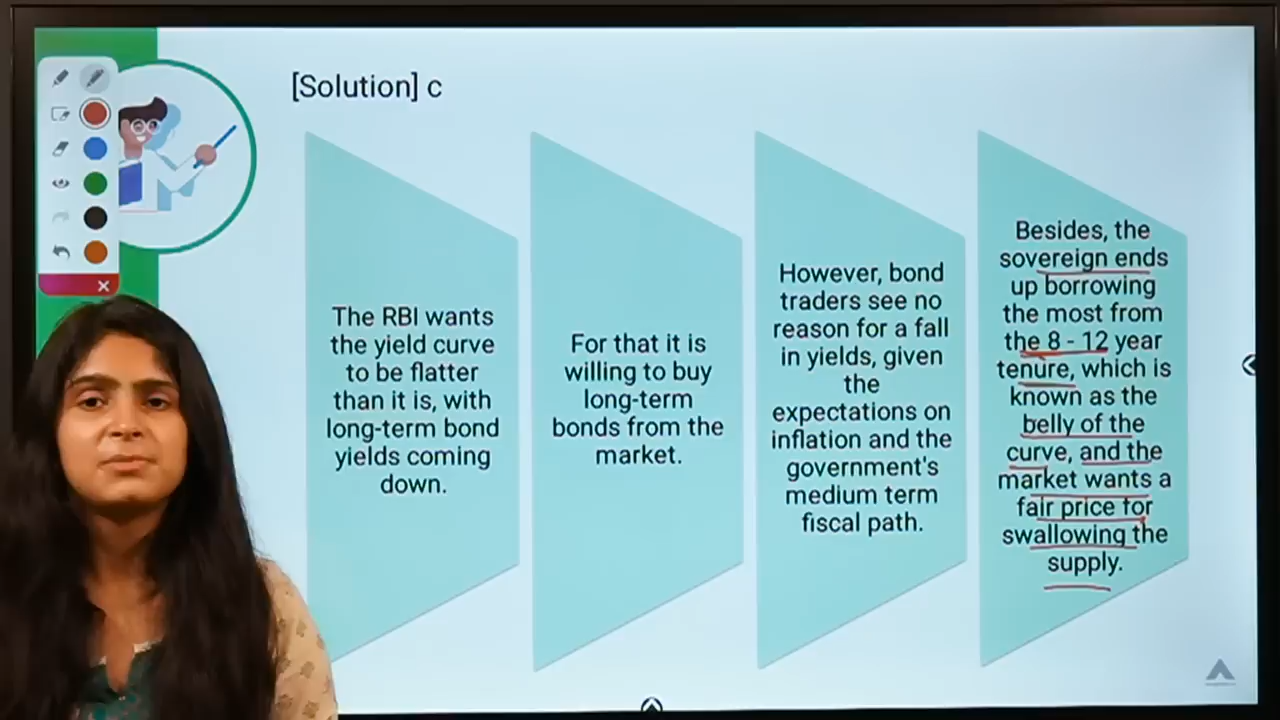 [Solution] c
The RBI wants
the yield curve
to be flatter
than it is, with
long-term bond
yields coming
down.
For that it is
willing to buy
long-term
bonds from the
market.
However, bond
traders see no
reason for a fall
in yields, given
the
expectations on
inflation and the
government's
medium term
fiscal path.
Besides, the
sovereign ends
up borrowing
the most from
the 8 - 12 year
tenure, which is
known as the
belly of the
curve, and the
market wants a
fair price for
swallowing the
supply.